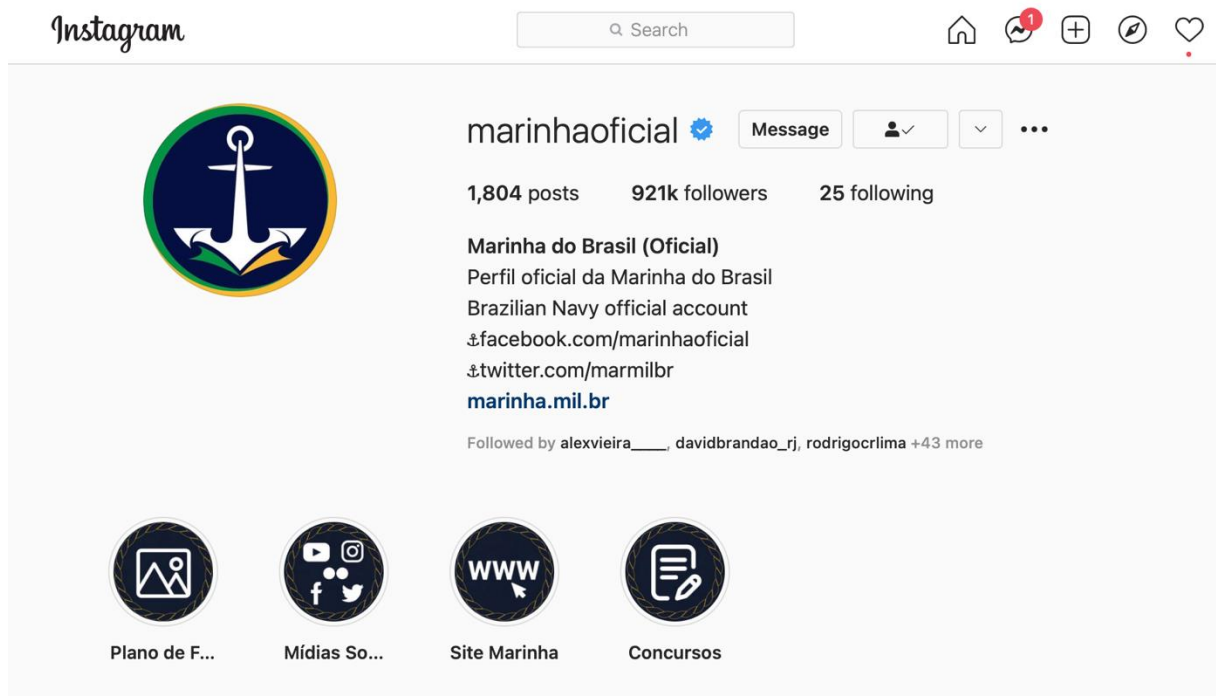 Instagram
Search
1
marinhaoficial
Message
•••
1,804 posts 921k followers 25 following
Marinha do Brasil (Oficial)
Perfil oficial da Marinha do Brasil
Brazilian Navy official account
⚓facebook.com/marinhaoficial
⚓twitter.com/marmilbr
marinha.mil.br
Followed by alexvieira____, davidbrandao_rj, rodrigocrlima +43 more
www
Plano de F... Mídias So... Site Marinha Concursos